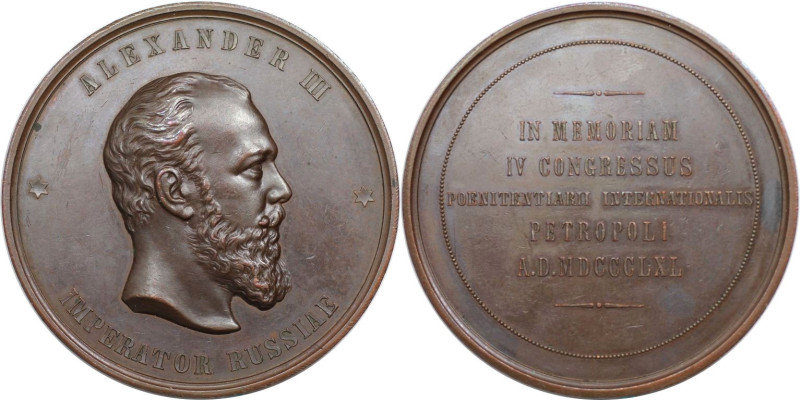 ALEXANDER III
IMPERATOR RUSSIAE
IN MEMORIAM
IV CONGRESSUS
POENITENTIARII INTERNATIONALIS
PETROPOLI
A.D.MDCCCLXL